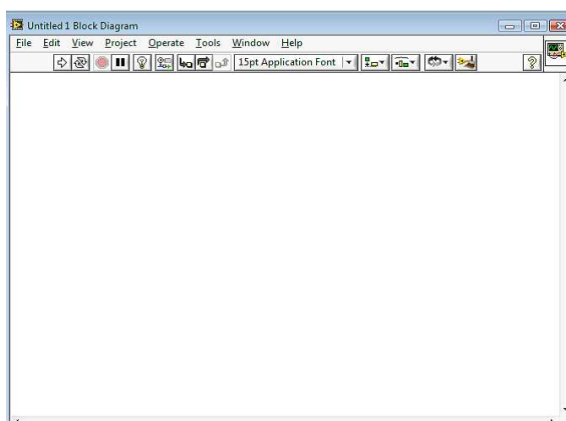 Untitled 1 Block Diagram
File Edit View Project Operate Tools Window Help
15pt Application Font
?